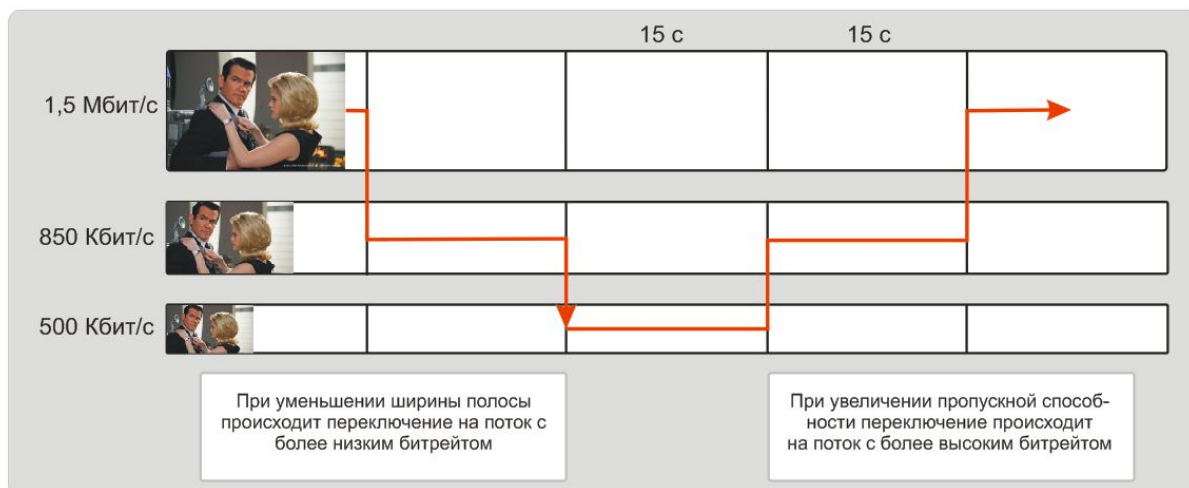 15 с 15 с
1,5 Мбит/с
850 Кбит/с
500 Кбит/с
При уменьшении ширины полосы
происходит переключение на поток с
более низким битрейтом
При увеличении пропускной способ-
ности переключение происходит
на поток с более высоким битрейтом